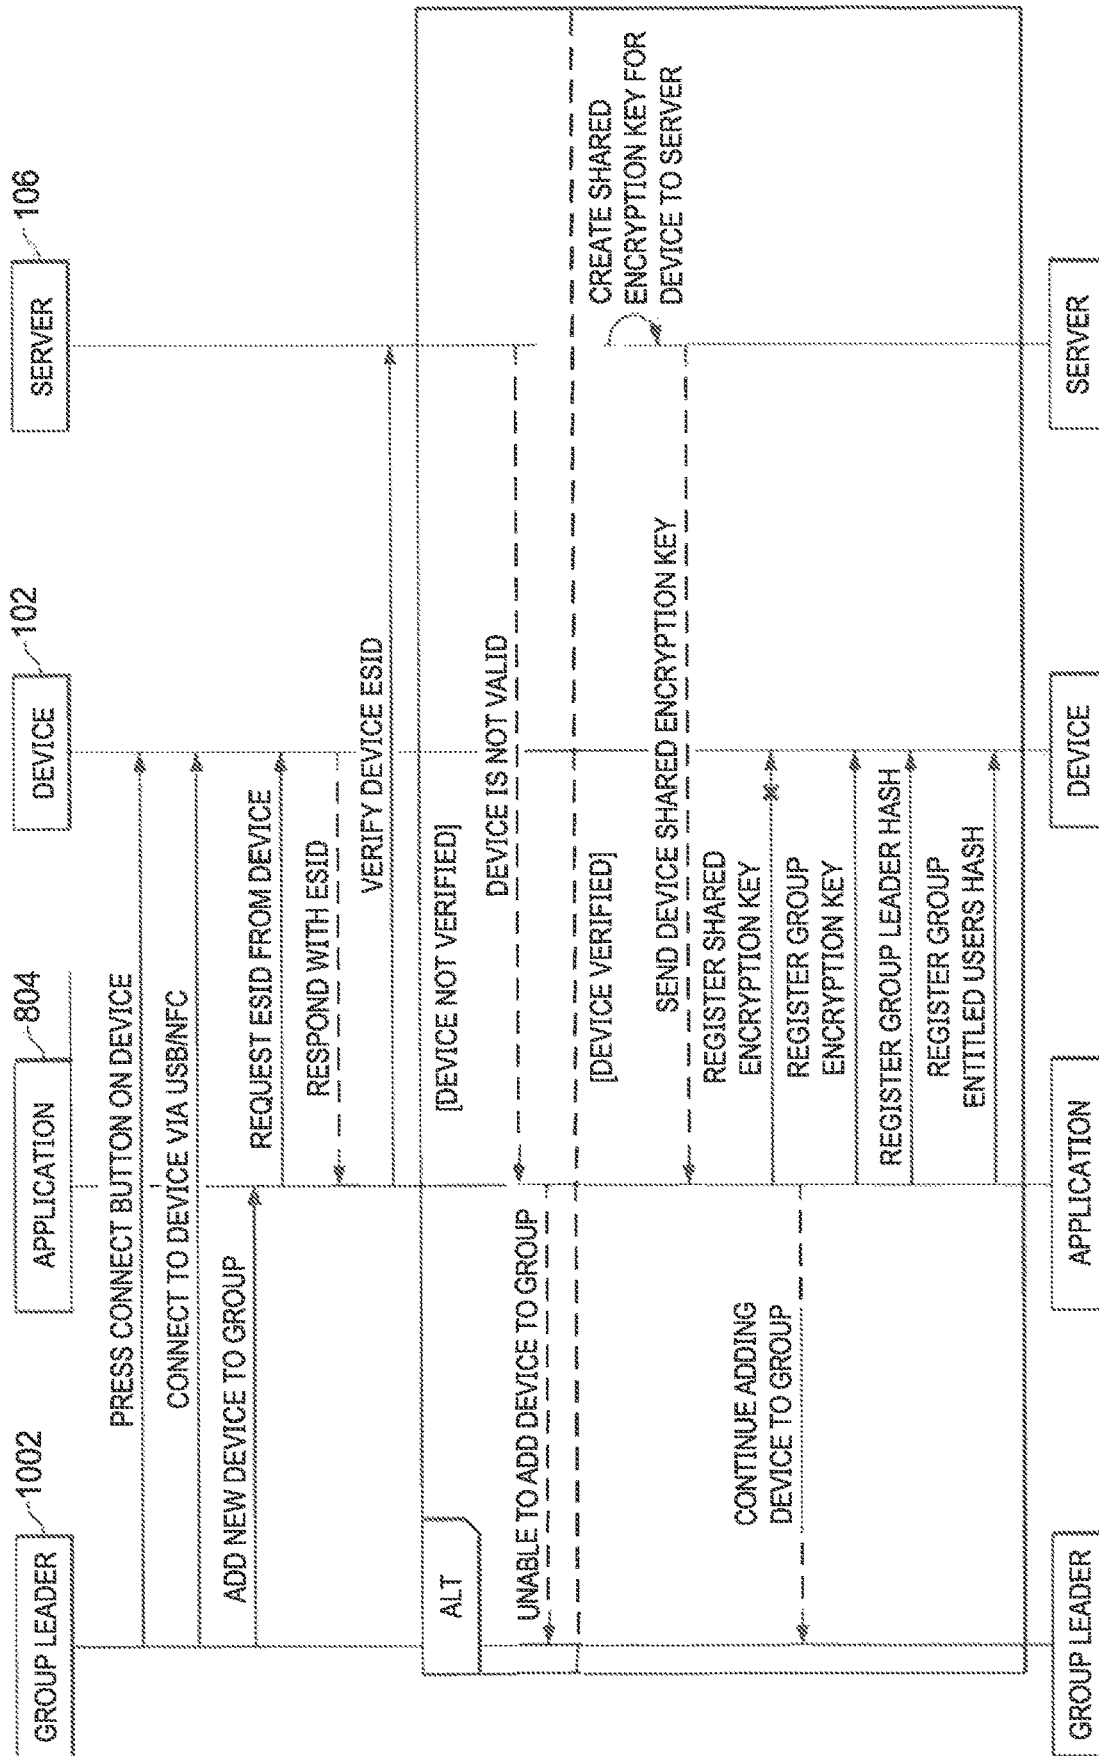 GROUP LEADER
1002
APPLICATION
804
DEVICE
102
SERVER
106
PRESS CONNECT BUTTON ON DEVICE
CONNECT TO DEVICE VIA USB/NFC
ADD NEW DEVICE TO GROUP
REQUEST ESID FROM DEVICE
RESPOND WITH ESID
VERIFY DEVICE ESID
ALT
[DEVICE NOT VERIFIED]
DEVICE IS NOT VALID
UNABLE TO ADD DEVICE TO GROUP
[DEVICE VERIFIED]
CREATE SHARED
ENCRYPTION KEY FOR
DEVICE TO SERVER
SEND DEVICE SHARED ENCRYPTION KEY
REGISTER SHARED
ENCRYPTION KEY
CONTINUE ADDING
DEVICE TO GROUP
REGISTER GROUP
ENCRYPTION KEY
REGISTER GROUP LEADER HASH
REGISTER GROUP
ENTITLED USERS HASH
GROUP LEADER
APPLICATION
DEVICE
SERVER